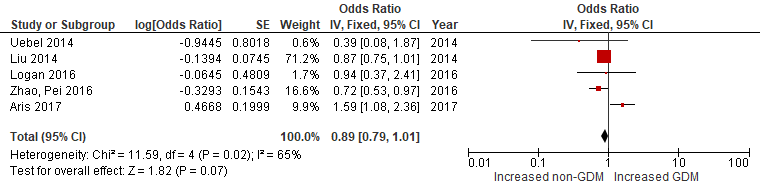 Odds Ratio Odds Ratio
Study or Subgroup log[Odds Ratio] SE Weight IV, Fixed, 95% CI Year IV, Fixed, 95% CI
Uebel 2014 -0.9445 0.8018 0.6% 0.39 [0.08, 1.87] 2014
Liu 2014 -0.1394 0.0745 71.2% 0.87 [0.75, 1.01] 2014
Logan 2016 -0.0645 0.4809 1.7% 0.94 [0.37, 2.41] 2016
Zhao, Pei 2016 -0.3293 0.1543 16.6% 0.72 [0.53, 0.97] 2016
Aris 2017 0.4668 0.1999 9.9% 1.59 [1.08, 2.36] 2017
Total (95% CI) 100.0% 0.89 [0.79, 1.01]
Heterogeneity: Chi² = 11.59, df = 4 (P = 0.02); I² = 65%
Test for overall effect: Z = 1.82 (P = 0.07)
0.01 0.1 1 10 100
Increased non-GDM Increased GDM